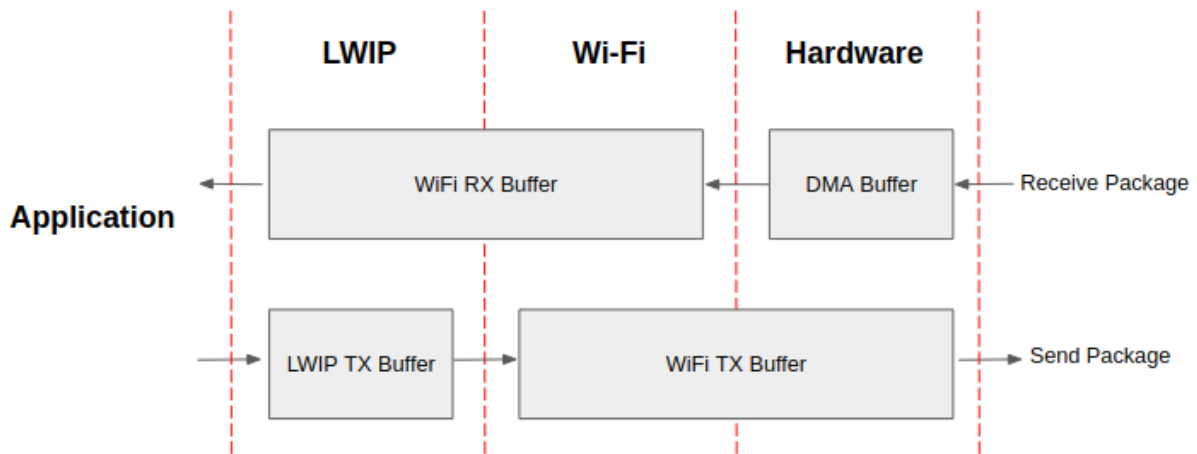 LWIP
Wi-Fi
Hardware
WiFi RX Buffer
DMA Buffer
Receive Package
Application
LWIP TX Buffer
WiFi TX Buffer
Send Package